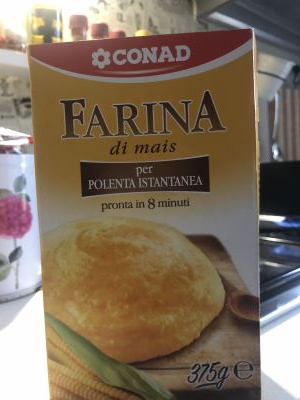 CONAD
FARINA
di mais
per
POLENTA ISTANTANEA
pronta in 8 minuti
375g e